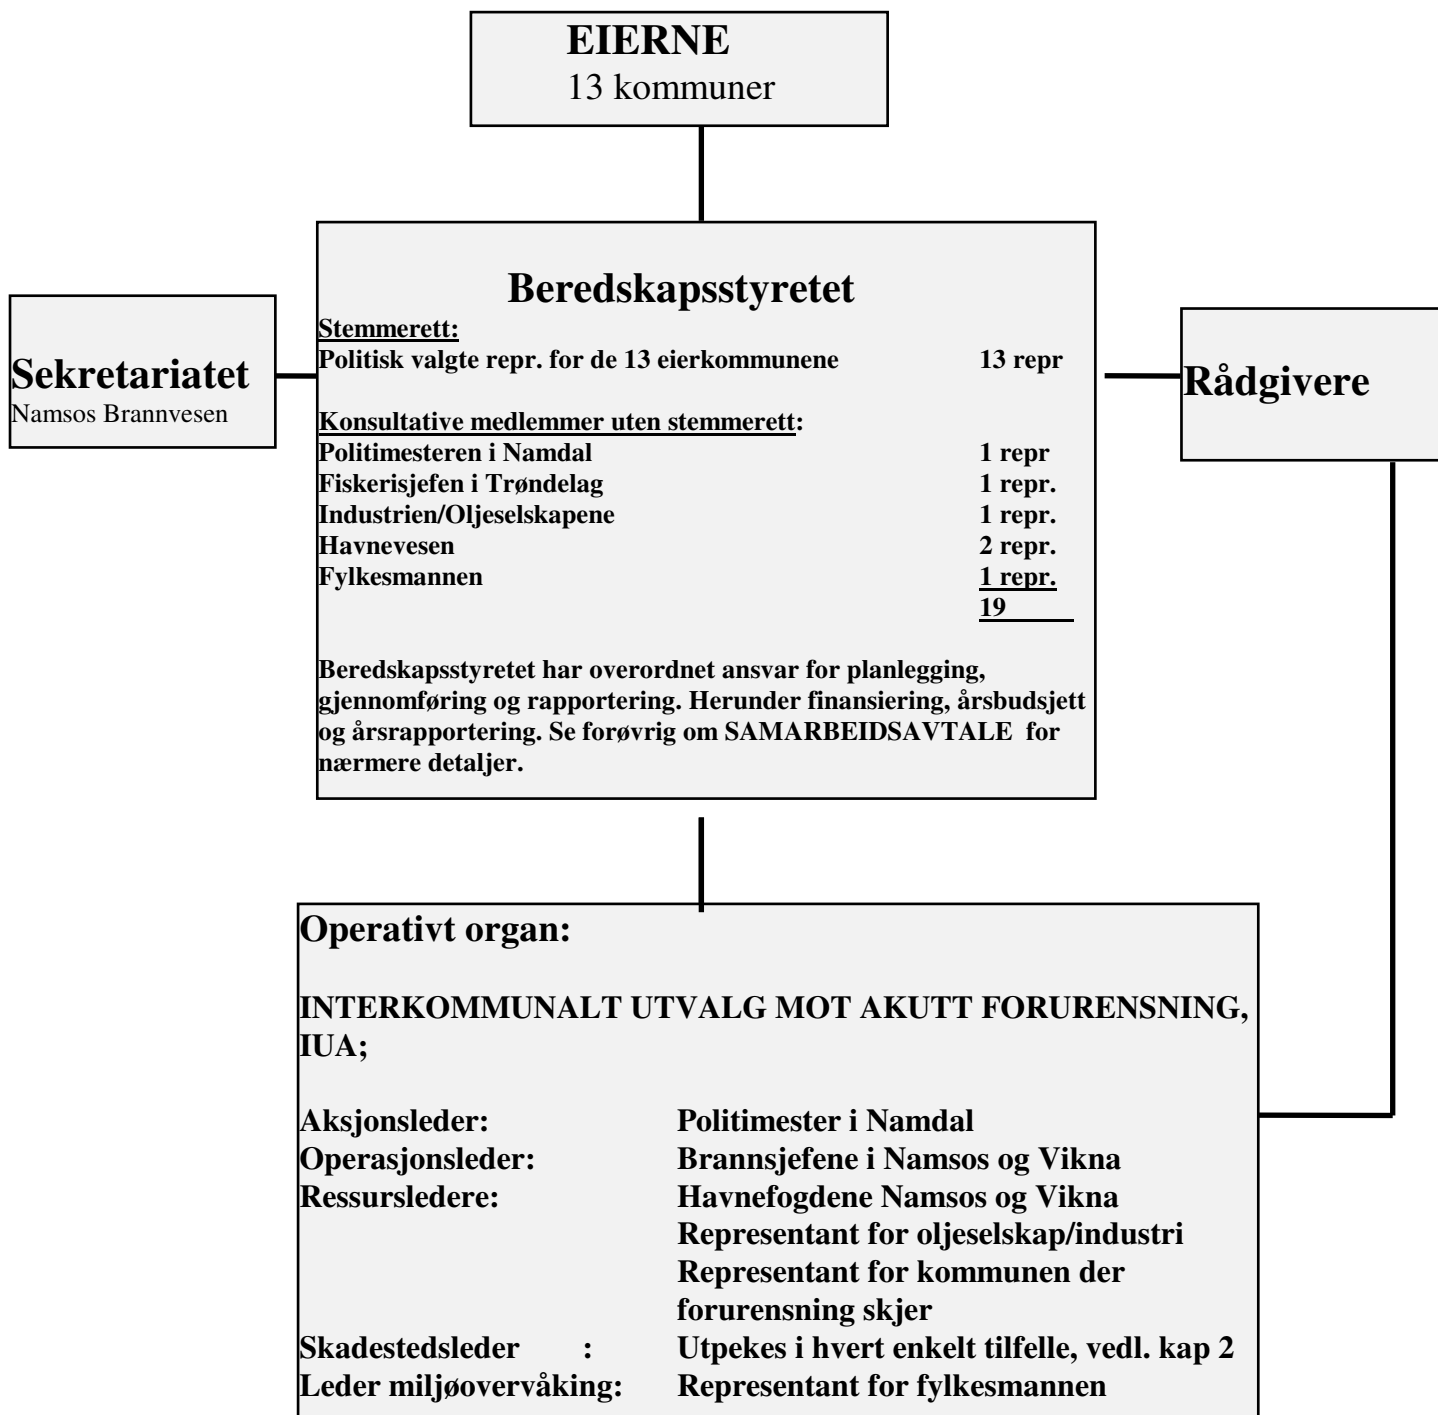 EIERNE
13 kommuner
Beredskapsstyretet
Stemmerett:
Politisk valgte repr. for de 13 eierkommunene 13 repr
Konsultative medlemmer uten stemmerett:
Politimesteren i Namdal 1 repr
Fiskerisjefen i Trøndelag 1 repr.
Industrien/Oljeselskapene 1 repr.
Havnevesen 2 repr.
Fylkesmannen 1 repr.
19
Beredskapsstyretet har overordnet ansvar for planlegging,
gjennomføring og rapportering. Herunder finansiering, årsbudsjett
og årsrapportering. Se forøvrig om SAMARBEIDSAVTALE for
nærmere detaljer.
Sekretariatet
Namsos Brannvesen
Rådgivere
Operativt organ:
INTERKOMMUNALT UTVALG MOT AKUTT FORURENSNING,
IUA;
Aksjonsleder: Politimester i Namdal
Operasjonsleder: Brannsjefene i Namsos og Vikna
Ressursledere: Havnefogdene Namsos og Vikna
Representant for oljeselskap/industri
Representant for kommunen der
forurensning skjer
Skadestedsleder : Utpekes i hvert enkelt tilfelle, vedl. kap 2
Leder miljøovervåking: Representant for fylkesmannen